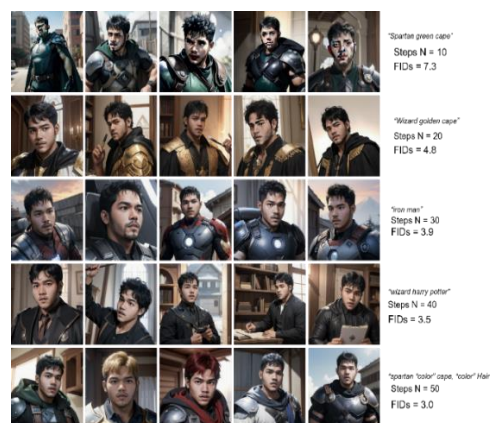 "Spartan green cape"
Steps N = 10
FIDs = 7.3
"Wizard golden cape"
Steps N = 20
FIDs = 4.8
"iron man"
Steps N = 30
FIDs = 3.9
"wizard harry potter"
Steps N = 40
FIDs = 3.5
"spartan "color" cape, "color" Hair
Steps N = 50
FIDs = 3.0